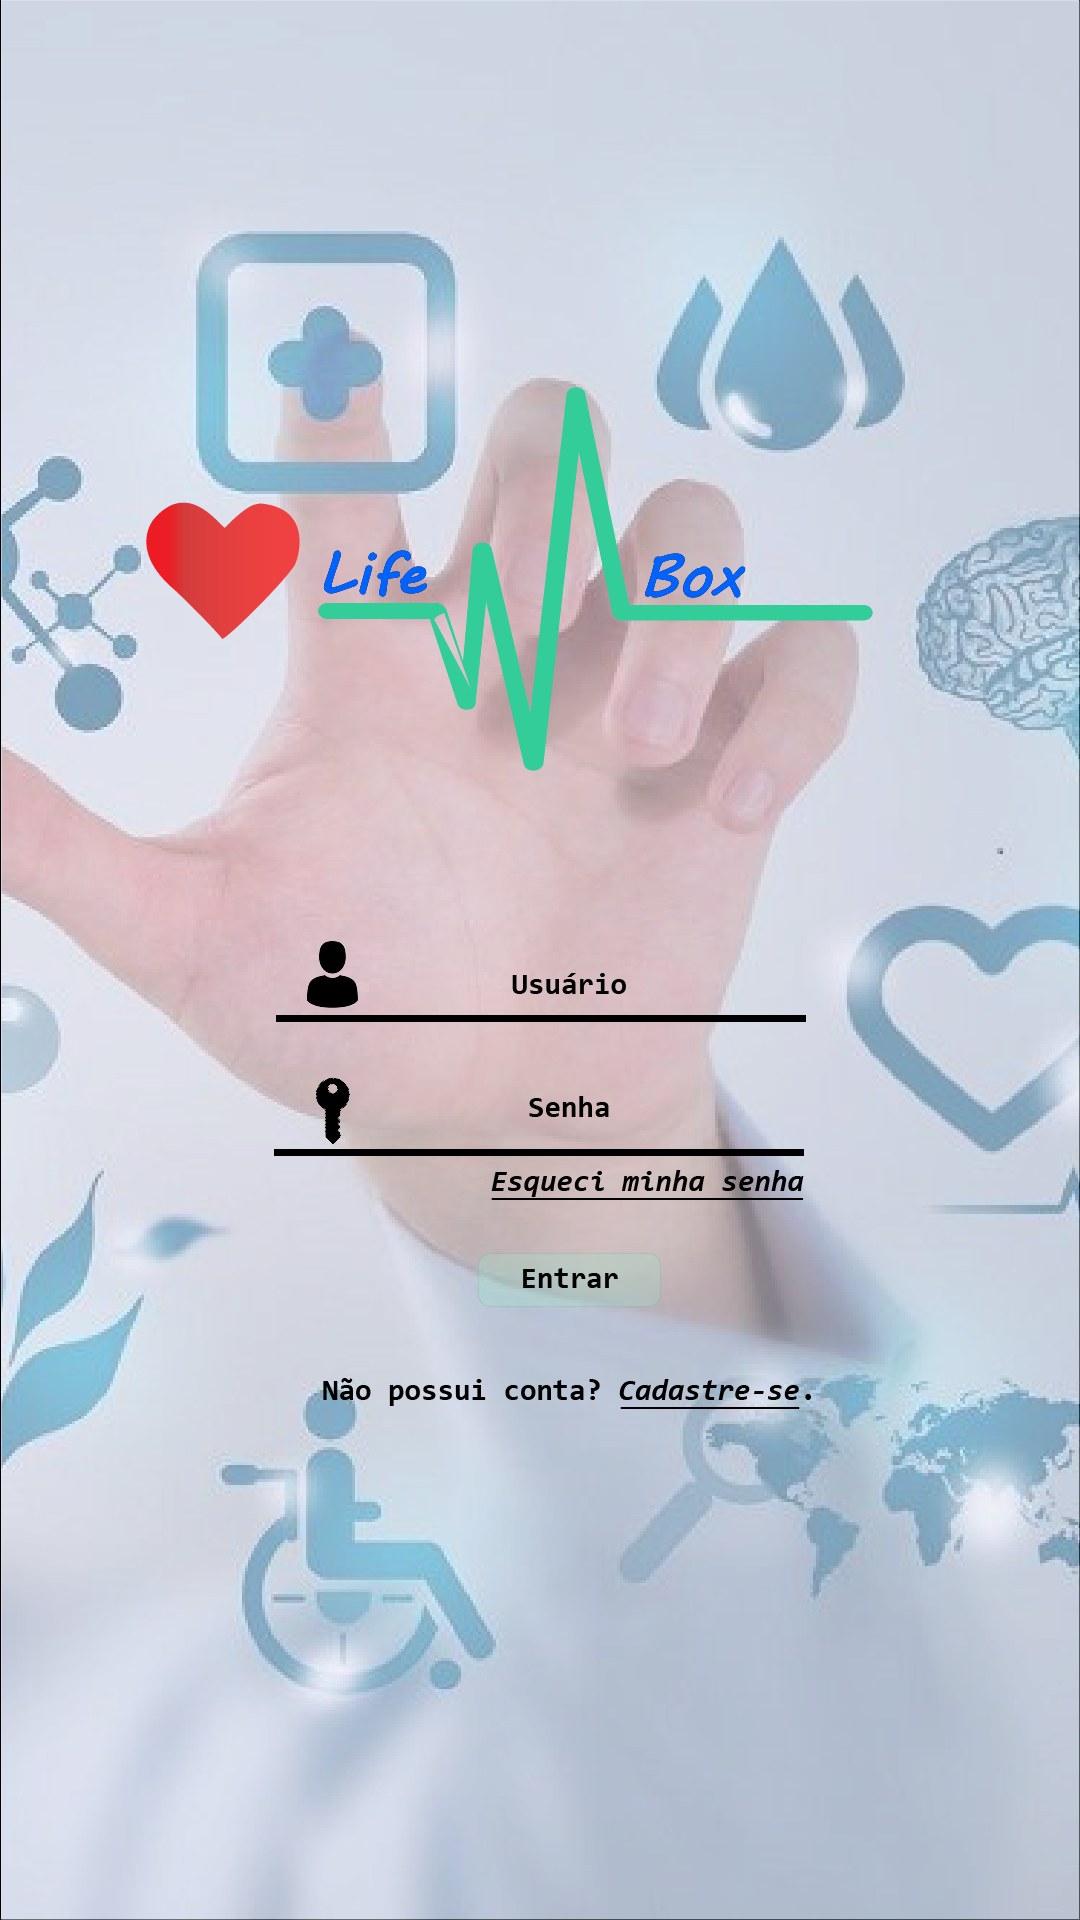 Life Box
Usuário
Senha
Esqueci minha senha
Entrar
Não possui conta? Cadastre-se.